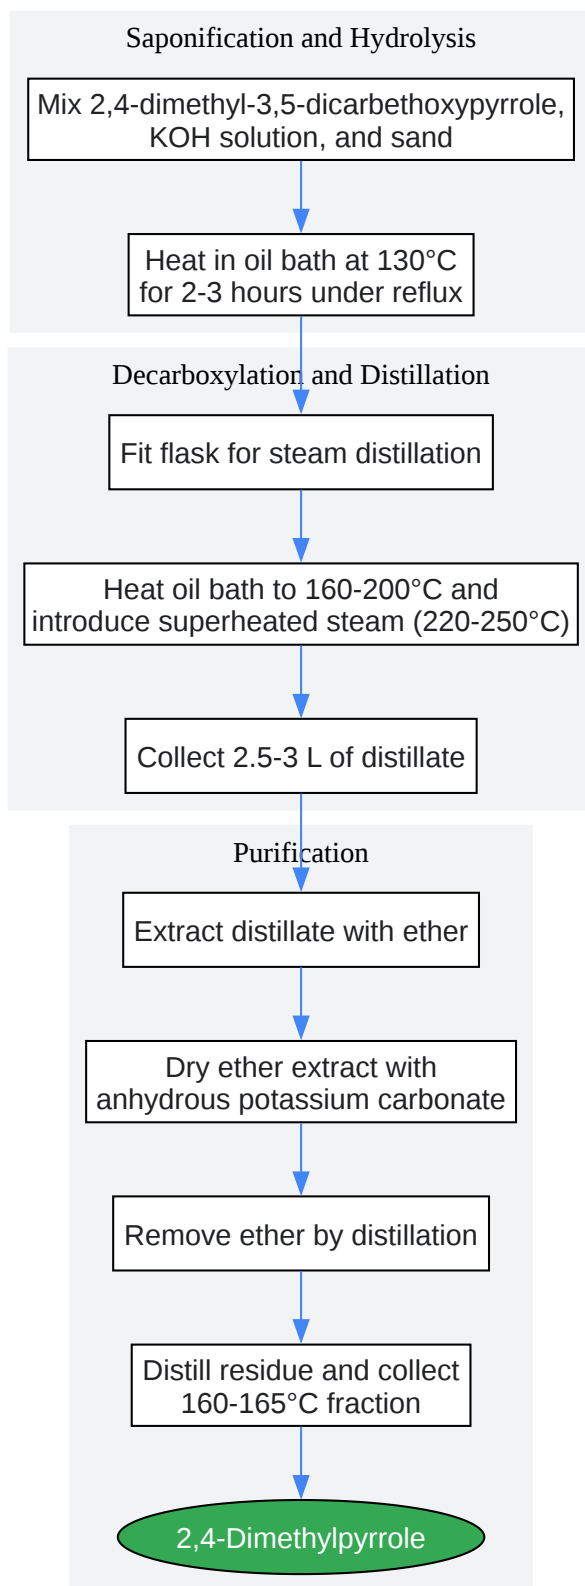 Saponification and Hydrolysis
Mix 2,4-dimethyl-3,5-dicarbethoxypyrrole,
KOH solution, and sand
Heat in oil bath at 130°C
for 2-3 hours under reflux
Decarboxylation and Distillation
Fit flask for steam distillation
Heat oil bath to 160-200°C and
introduce superheated steam (220-250°C)
Collect 2.5-3 L of distillate
Purification
Extract distillate with ether
Dry ether extract with
anhydrous potassium carbonate
Remove ether by distillation
Distill residue and collect
160-165°C fraction
2,4-Dimethylpyrrole